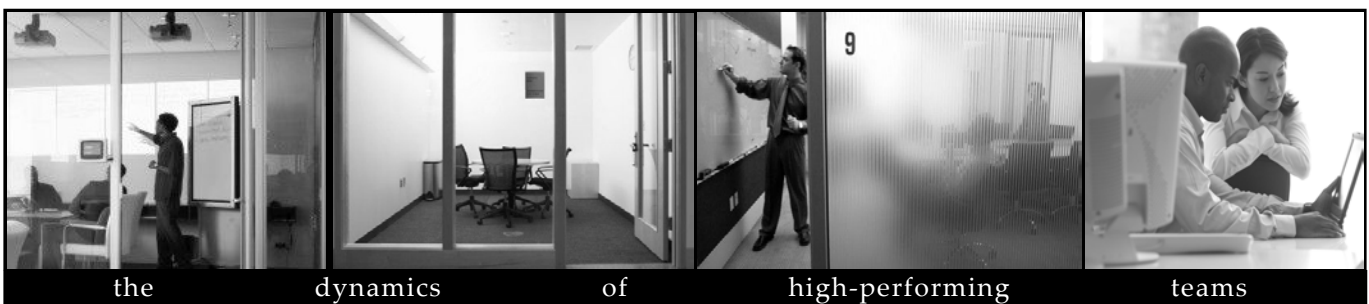 9
the dynamics of high-performing teams